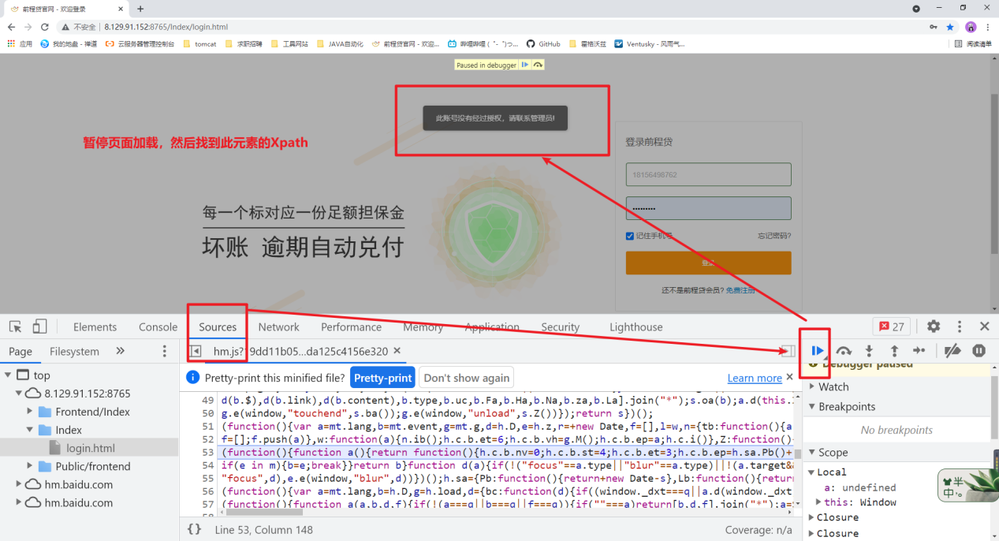 前程贷官网 - 欢迎登录
不安全 | 8.129.91.152:8765/Index/login.html
应用 我的地盘 - 禅道 云服务器管理控制台 tomcat 求职招聘 工具网站 JAVA自动化 前程贷官网 - 欢迎... 哔哩哔哩 ( ゜- ゜)つ... GitHub 霍格沃兹 Ventusky - 风雨气... 阅读清单
Paused in debugger
此账号没有经过授权，请联系管理员!
暂停页面加载，然后找到此元素的Xpath
登录前程贷
18156498762
每一个标对应一份足额担保金
坏账 逾期自动兑付
记住手机号 忘记密码?
登录
还不是前程贷会员? 免费注册
Elements Console Sources Network Performance Memory Application Security Lighthouse 27
Page Filesystem
hm.js?19dd11b05...da125c4156e320
top
8.129.91.152:8765
Frontend/Index
Index
login.html
Public/frontend
hm.baidu.com
hm.baidu.com
Pretty-print this minified file? Pretty-print Don't show again Learn more
49 d(b.$),d(b.link),d(b.content),b.type,b.uc,b.Fa,b.Ha,b.Na,b.za,b.La].join("*");s.oa(b);a.d(this.
50 g.e(window,"touchend",s.ba());g.e(window,"unload",s.Z())});return s})();
51 (function(){var a=mt.lang,b=mt.event,g=mt.g,d=h.D,e=h.z,r=+new Date,f=[],l=w,n={tb:function(){a
52 f=[];f.push(a)},w:function(a){n.ib();h.c.b.et=6;h.c.b.vh=g.M();h.c.b.ep=a;h.c.i()},Z:function()
53 (function(){function a(){return function(){h.c.b.nv=0;h.c.b.st=4;h.c.b.et=3;h.c.b.ep=h.sa.Pb()+
54 if(e in m){b=e;break}}return b}function d(a){if(!("focus"==a.type||"blur"==a.type)||!(a.target&
55 "focus",d),e.e(window,"blur",d))})();h.sa={Pb:function(){return+new Date-s},Lb:function(){retur
56 (function(){var a=mt.lang,b=h.D,g=h.load,d={bc:function(d){if((window._dxt===q||a.d(window._dxt
57 (function(){function a(a,b,d,f){if(!(a===q||b===q||f===q)){if(""===a)return[b,d,f].join("*");a=
{ } Line 53, Column 148 Coverage: n/a
Debugger paused
Watch
Breakpoints
No breakpoints
Scope
Local
a: undefined
this: Window
Closure
Closure
半
中